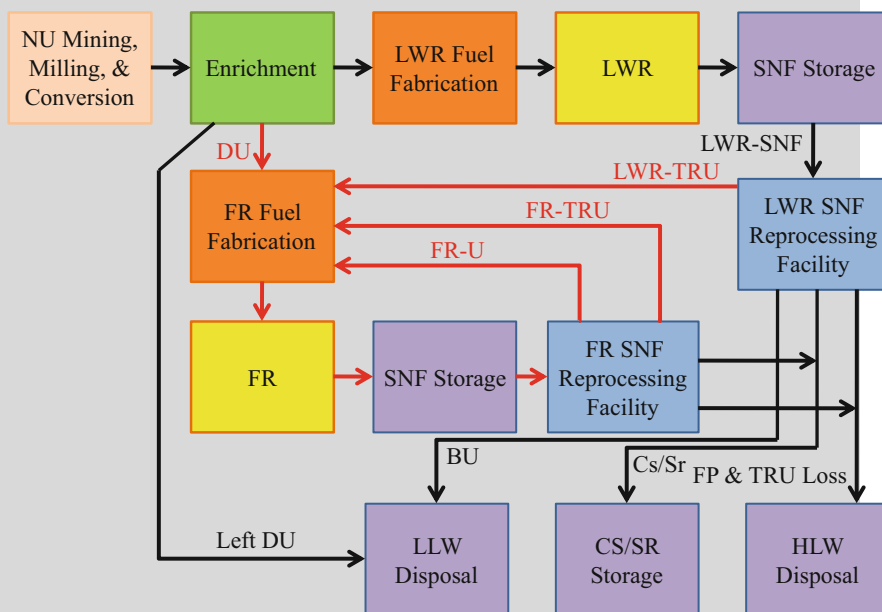 NU Mining,
Milling, &
Conversion
Enrichment
LWR Fuel
Fabrication
LWR
SNF Storage
DU
LWR-SNF
LWR-TRU
FR Fuel
Fabrication
FR-TRU
FR-U
LWR SNF
Reprocessing
Facility
FR
SNF Storage
FR SNF
Reprocessing
Facility
BU
Cs/Sr
FP & TRU Loss
Left DU
LLW
Disposal
CS/SR
Storage
HLW
Disposal